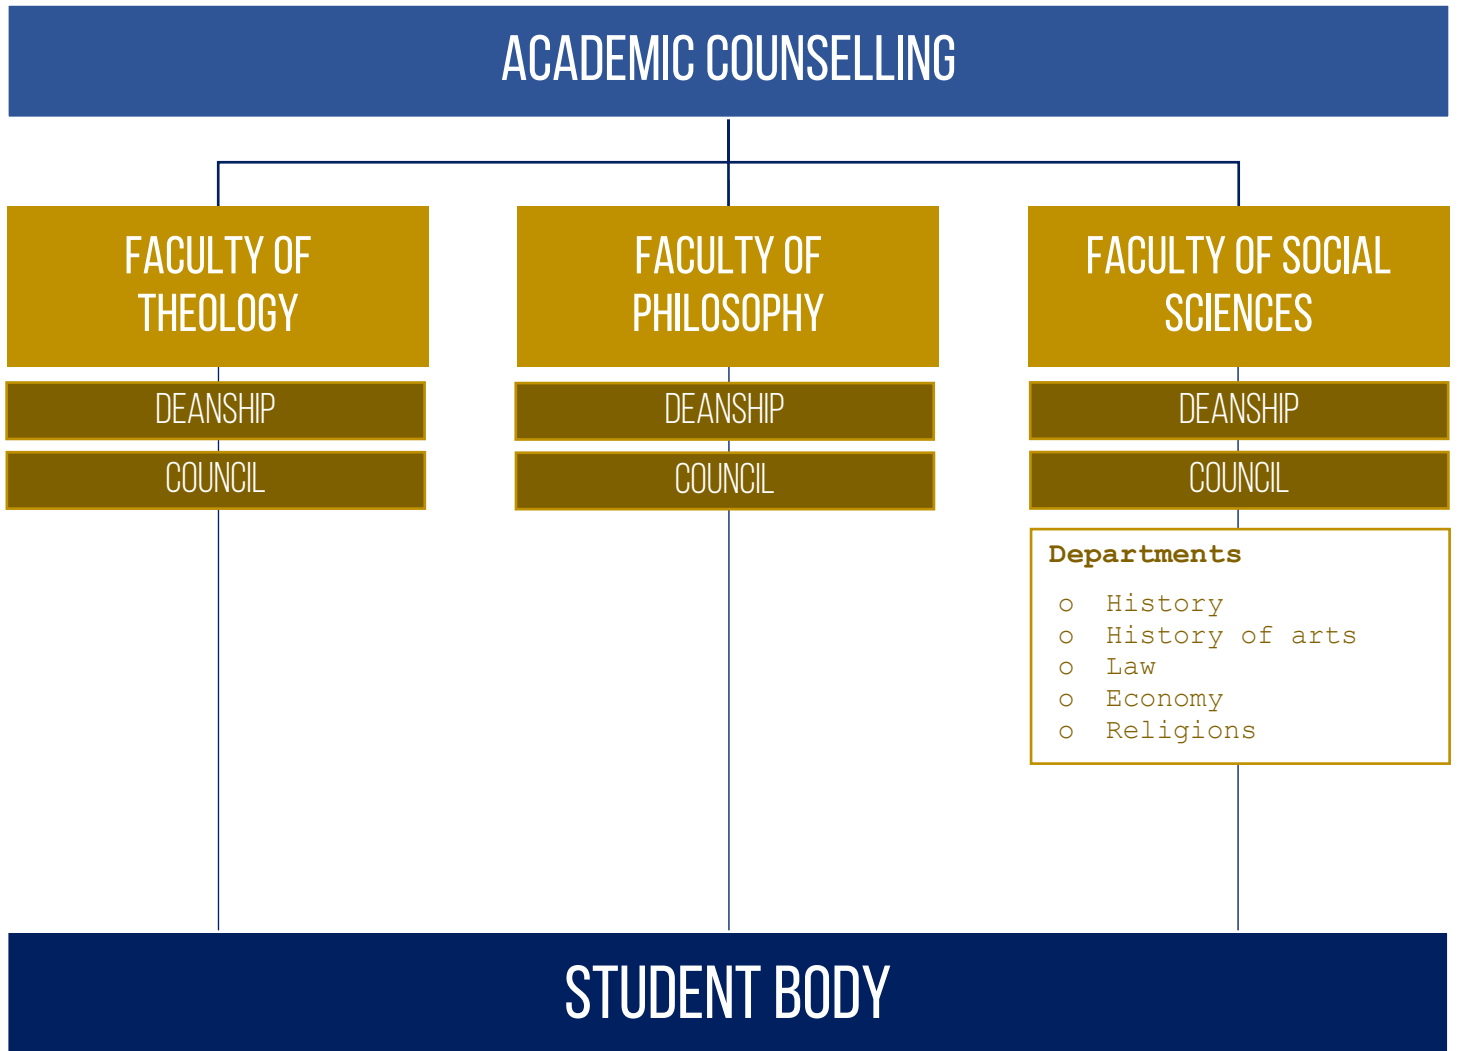 ACADEMIC COUNSELLING
FACULTY OF
THEOLOGY
DEANSHIP
COUNCIL
FACULTY OF
PHILOSOPHY
DEANSHIP
COUNCIL
FACULTY OF SOCIAL
SCIENCES
DEANSHIP
COUNCIL
Departments
o History
o History of arts
o Law
o Economy
o Religions
STUDENT BODY